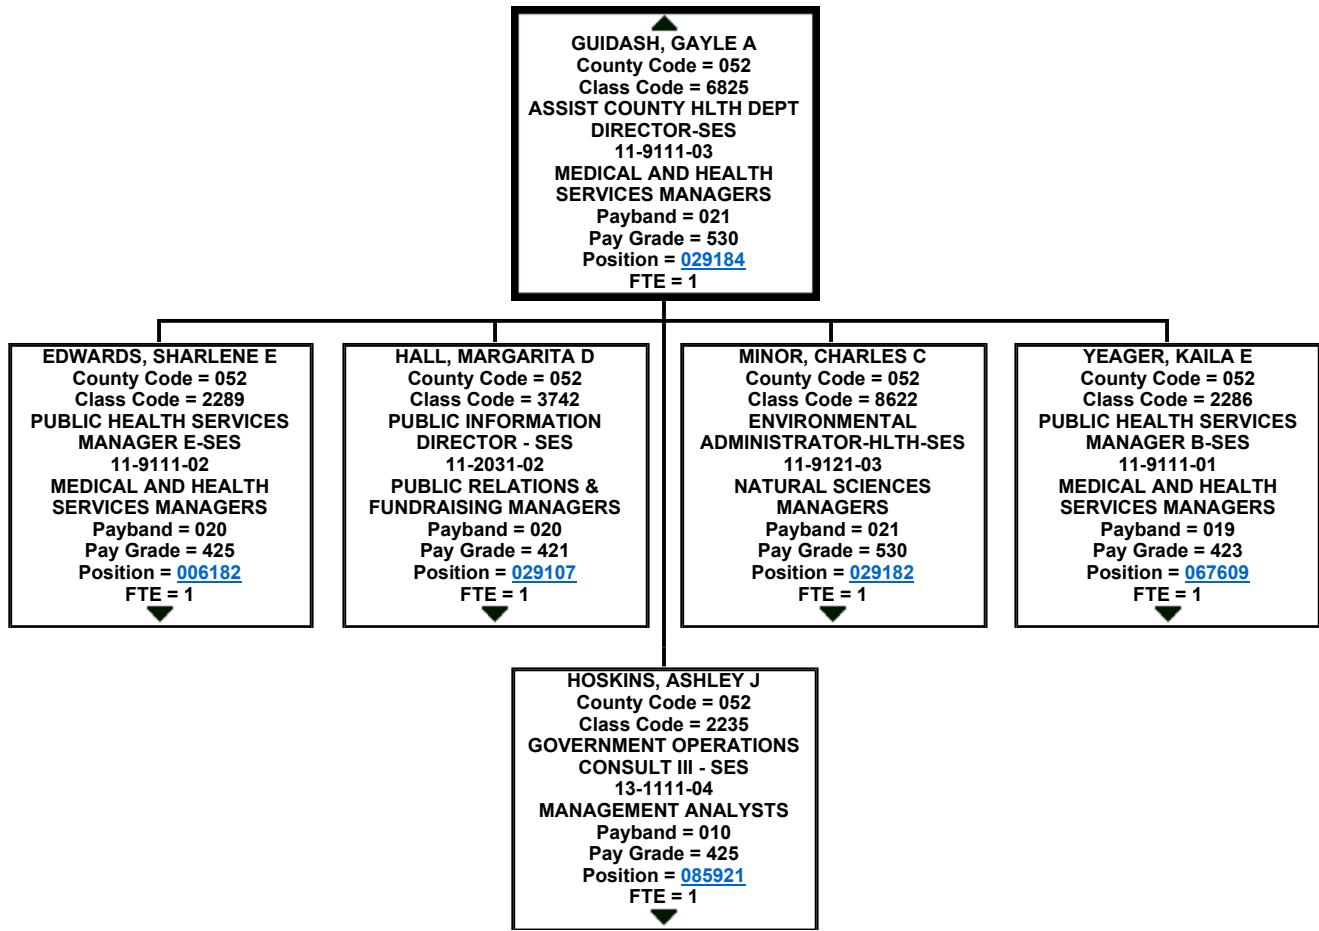 GUIDASH, GAYLE A
County Code = 052
Class Code = 6825
ASSIST COUNTY HLTH DEPT
DIRECTOR-SES
11-9111-03
MEDICAL AND HEALTH
SERVICES MANAGERS
Payband = 021
Pay Grade = 530
Position = 029184
FTE = 1
EDWARDS, SHARLENE E
County Code = 052
Class Code = 2289
PUBLIC HEALTH SERVICES
MANAGER E-SES
11-9111-02
MEDICAL AND HEALTH
SERVICES MANAGERS
Payband = 020
Pay Grade = 425
Position = 006182
FTE = 1
HALL, MARGARITA D
County Code = 052
Class Code = 3742
PUBLIC INFORMATION
DIRECTOR - SES
11-2031-02
PUBLIC RELATIONS &
FUNDRAISING MANAGERS
Payband = 020
Pay Grade = 421
Position = 029107
FTE = 1
MINOR, CHARLES C
County Code = 052
Class Code = 8622
ENVIRONMENTAL
ADMINISTRATOR-HLTH-SES
11-9121-03
NATURAL SCIENCES
MANAGERS
Payband = 021
Pay Grade = 530
Position = 029182
FTE = 1
YEAGER, KAILA E
County Code = 052
Class Code = 2286
PUBLIC HEALTH SERVICES
MANAGER B-SES
11-9111-01
MEDICAL AND HEALTH
SERVICES MANAGERS
Payband = 019
Pay Grade = 423
Position = 067609
FTE = 1
HOSKINS, ASHLEY J
County Code = 052
Class Code = 2235
GOVERNMENT OPERATIONS
CONSULT III - SES
13-1111-04
MANAGEMENT ANALYSTS
Payband = 010
Pay Grade = 425
Position = 085921
FTE = 1